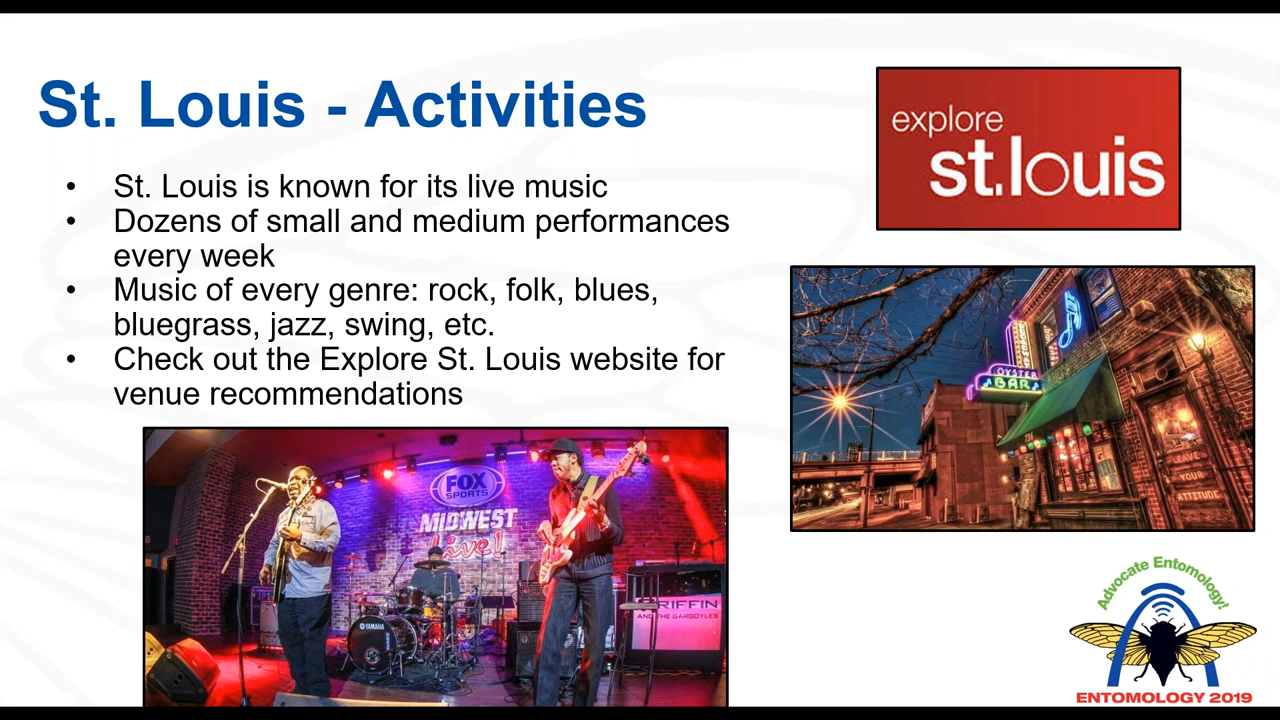 St. Louis - Activities
• St. Louis is known for its live music
• Dozens of small and medium performances
every week
• Music of every genre: rock, folk, blues,
bluegrass, jazz, swing, etc.
• Check out the Explore St. Louis website for
venue recommendations
explore
st.louis
OYSTER
BAR
LEAVE
YOUR
ATTITUDE
FOX
SPORTS
MIDWEST
Live!
YAMAHA
RIFFIN
AND THE GARGOYLES
Advocate Entomology!
ENTOMOLOGY 2019